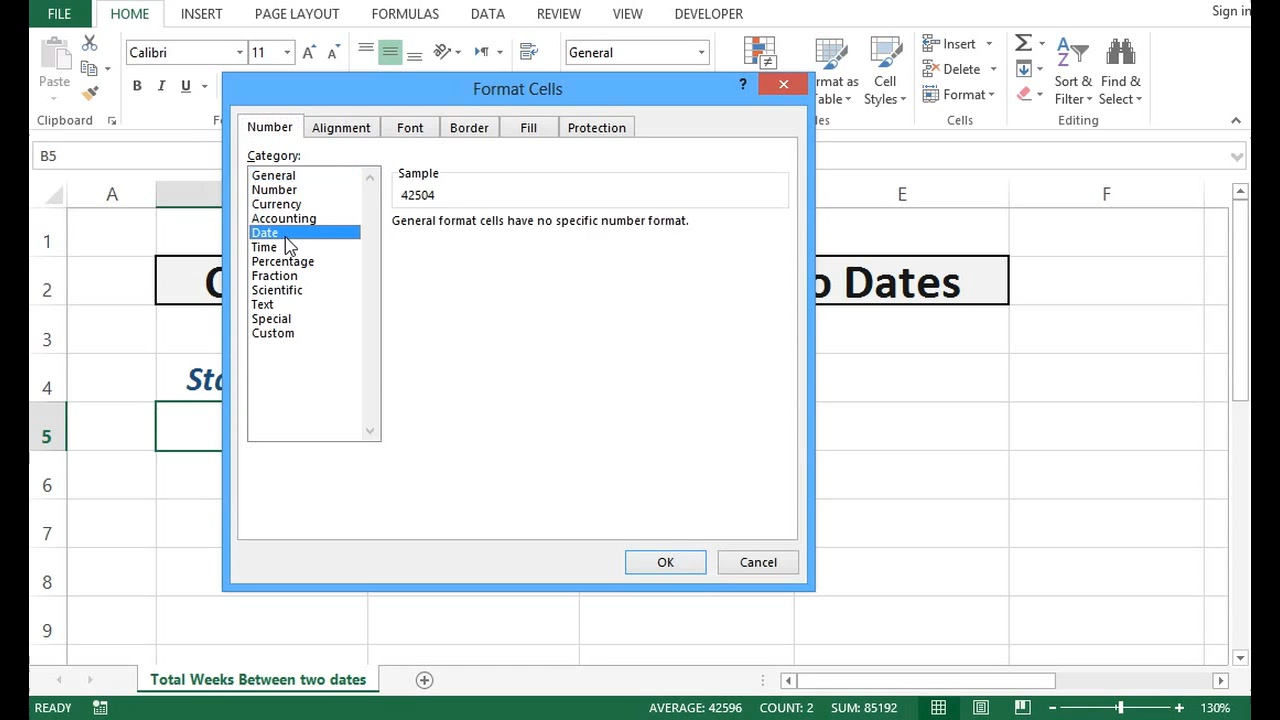 FILE HOME INSERT PAGE LAYOUT FORMULAS DATA REVIEW VIEW DEVELOPER Sign in
Calibri 11 General Insert
Paste Delete
B I U Format as Cell Format Sort & Find &
Table Styles Filter Select
Clipboard Cells Editing
Format Cells
?
B5
Number Alignment Font Border Fill Protection
Category:
General
Number
Currency
Accounting
Date
Time
Percentage
Fraction
Scientific
Text
Special
Custom
Sample
42504
General format cells have no specific number format.
OK Cancel
A E F
1
2 Dates
3
4
5
6
7
8
9
Total Weeks Between two dates
READY AVERAGE: 42596 COUNT: 2 SUM: 85192 130%